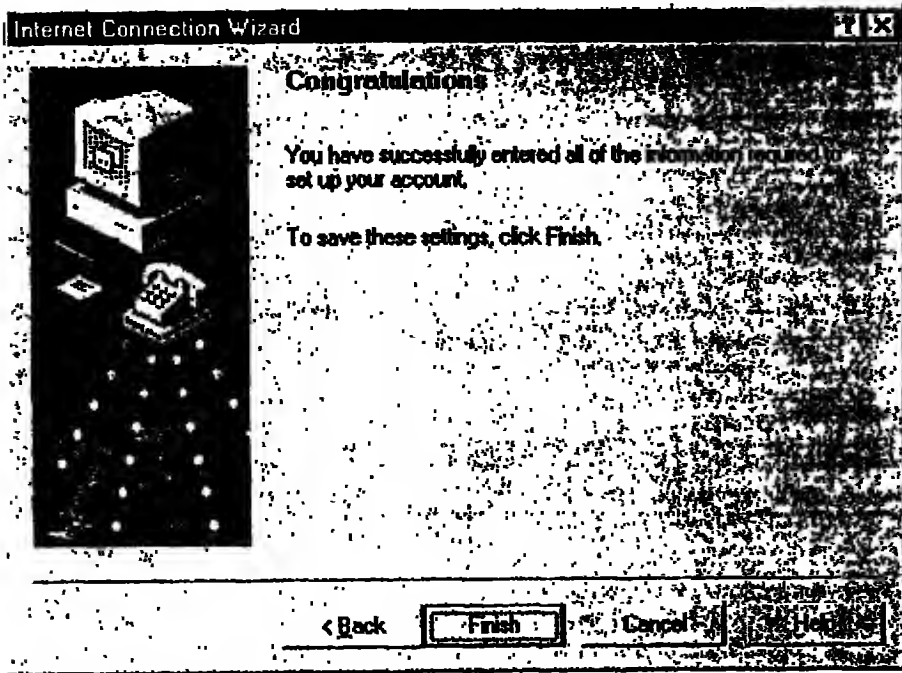 Internet Connection Wizard
Congratulations
You have successfully entered all of the information required to
set up your account.
To save these settings, click Finish.
< Back Finish Cancel Help